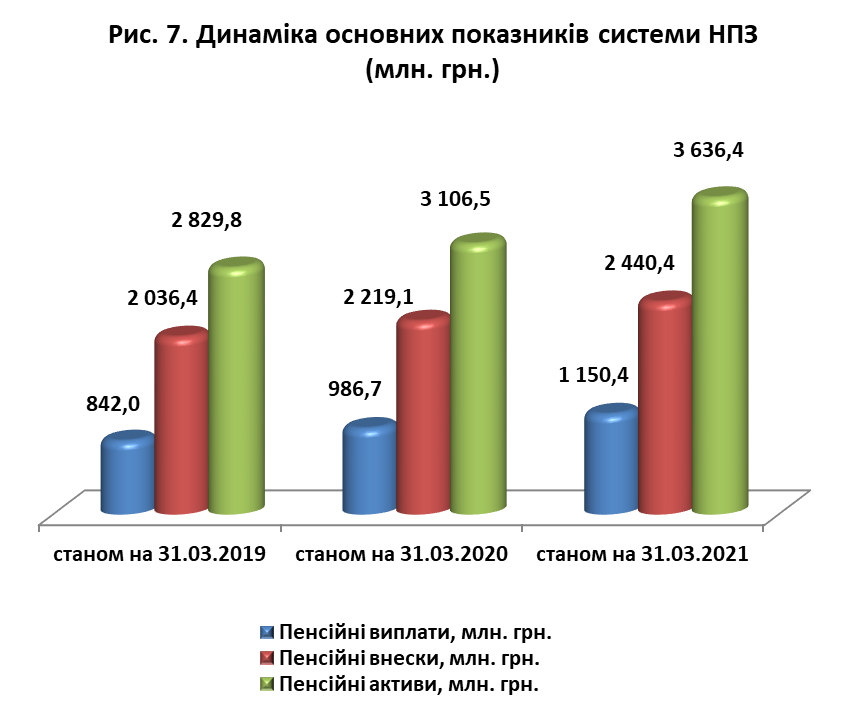 Рис. 7. Динаміка основних показників системи НПЗ
(млн. грн.)
3 636,4
2 829,8
3 106,5
2 440,4
2 036,4
2 219,1
1 150,4
842,0
986,7
станом на 31.03.2019
станом на 31.03.2020
станом на 31.03.2021
Пенсійні виплати, млн. грн.
Пенсійні внески, млн. грн.
Пенсійні активи, млн. грн.